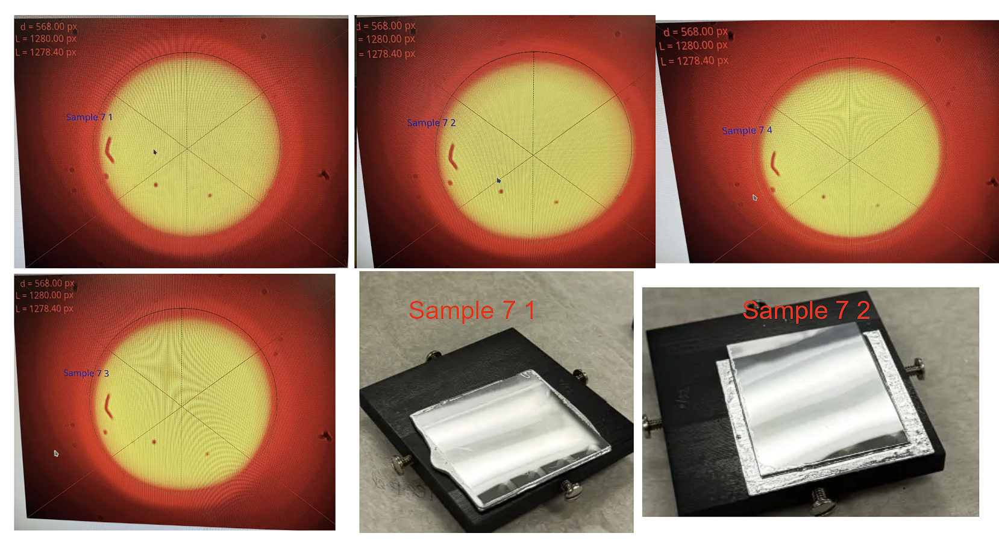 d = 568.00 px
L = 1280.00 px
L = 1278.40 px
Sample 7 1
d = 568.00 px
= 1280.00 px
= 1278.40 px
Sample 7 2
d = 568.00 px
L = 1280.00 px
L = 1278.40 px
Sample 7 4
d = 568.00 px
L = 1280.00 px
L = 1278.40 px
Sample 7 3
Sample 7 1
Sample 7 2